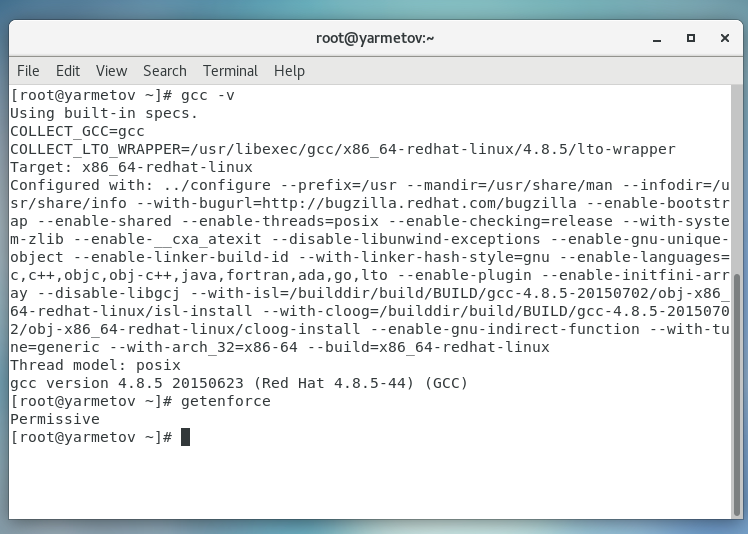 root@yarmetov:~
File Edit View Search Terminal Help
[root@yarmetov ~]# gcc -v
Using built-in specs.
COLLECT_GCC=gcc
COLLECT_LTO_WRAPPER=/usr/libexec/gcc/x86_64-redhat-linux/4.8.5/lto-wrapper
Target: x86_64-redhat-linux
Configured with: ../configure --prefix=/usr --mandir=/usr/share/man --infodir=/u
sr/share/info --with-bugurl=http://bugzilla.redhat.com/bugzilla --enable-bootstr
ap --enable-shared --enable-threads=posix --enable-checking=release --with-syste
m-zlib --enable-__cxa_atexit --disable-libunwind-exceptions --enable-gnu-unique-
object --enable-linker-build-id --with-linker-hash-style=gnu --enable-languages=
c,c++,objc,obj-c++,java,fortran,ada,go,lto --enable-plugin --enable-initfini-arr
ay --disable-libgcj --with-isl=/builddir/build/BUILD/gcc-4.8.5-20150702/obj-x86_
64-redhat-linux/isl-install --with-cloog=/builddir/build/BUILD/gcc-4.8.5-2015070
2/obj-x86_64-redhat-linux/cloog-install --enable-gnu-indirect-function --with-tu
ne=generic --with-arch_32=x86-64 --build=x86_64-redhat-linux
Thread model: posix
gcc version 4.8.5 20150623 (Red Hat 4.8.5-44) (GCC)
[root@yarmetov ~]# getenforce
Permissive
[root@yarmetov ~]#